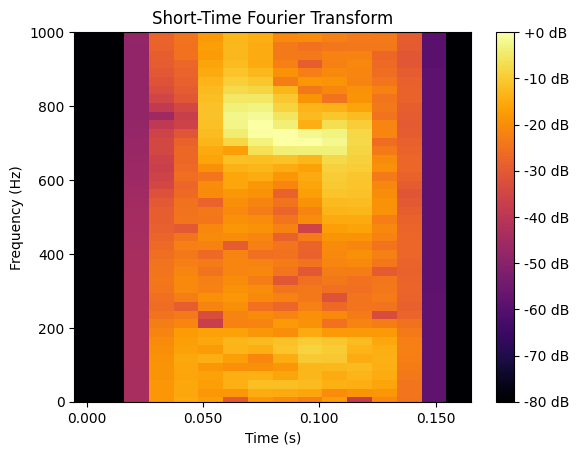 Short-Time Fourier Transform
1000
800
600
400
200
0
Frequency (Hz)
0.000
0.050
0.100
0.150
Time (s)
+0 dB
-10 dB
-20 dB
-30 dB
-40 dB
-50 dB
-60 dB
-70 dB
-80 dB